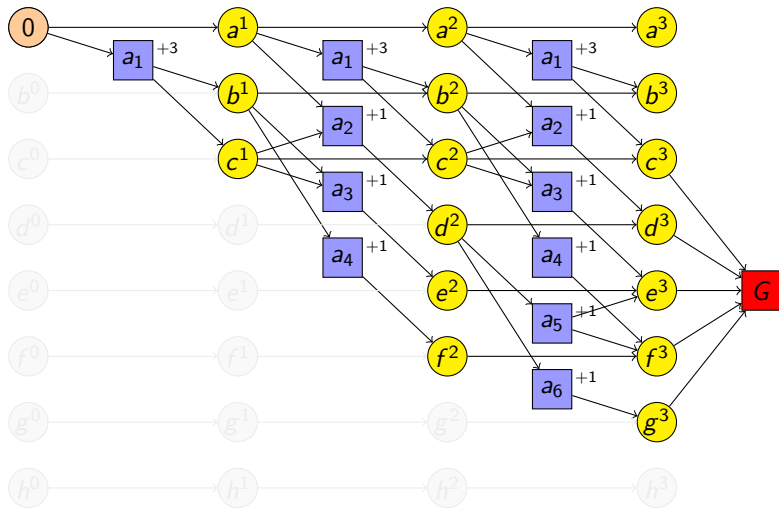 0 a¹ a² a³
a₁ +3 a₁ +3 a₁ +3
b⁰ b¹ b² b³
a₂ +1 a₂ +1
c⁰ c¹ c² c³
a₃ +1 a₃ +1
d⁰ d¹ d² d³
a₄ +1 a₄ +1
e⁰ e¹ e² e³ G
a₅ +1
f⁰ f¹ f² f³
a₆ +1
g⁰ g¹ g² g³
h⁰ h¹ h² h³